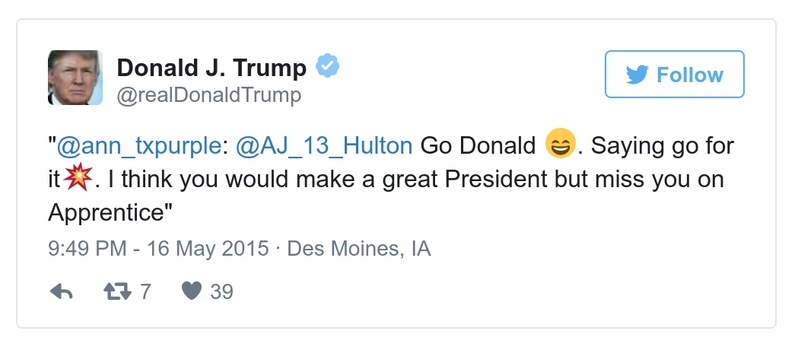 Donald J. Trump
@realDonaldTrump
Follow
"@ann_txpurple: @AJ_13_Hulton Go Donald 😄. Saying go for
it💥. I think you would make a great President but miss you on
Apprentice"
9:49 PM - 16 May 2015 · Des Moines, IA
7 39